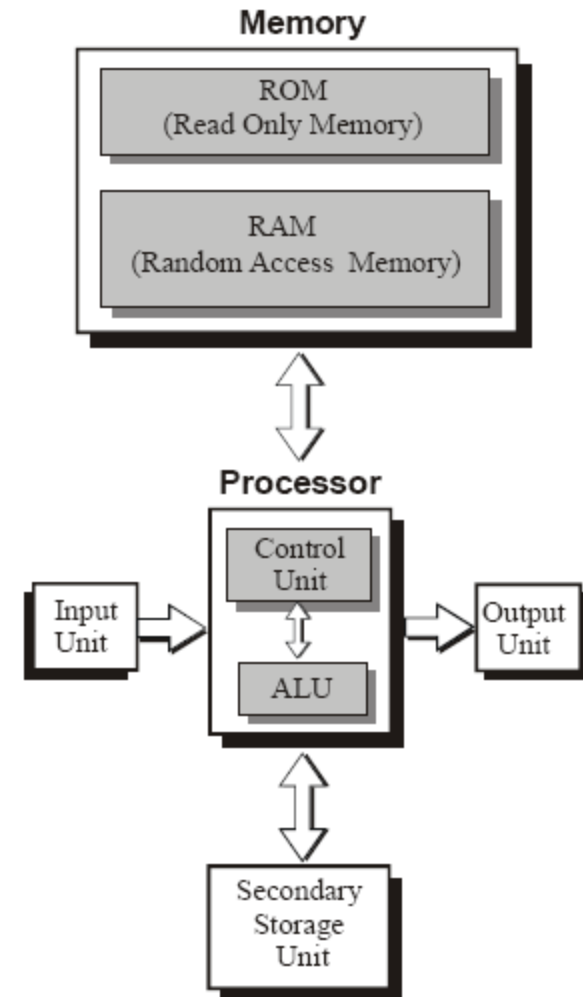 Memory
ROM
(Read Only Memory)
RAM
(Random Access Memory)
Processor
Control
Unit
Input
Unit
Output
Unit
ALU
Secondary
Storage
Unit